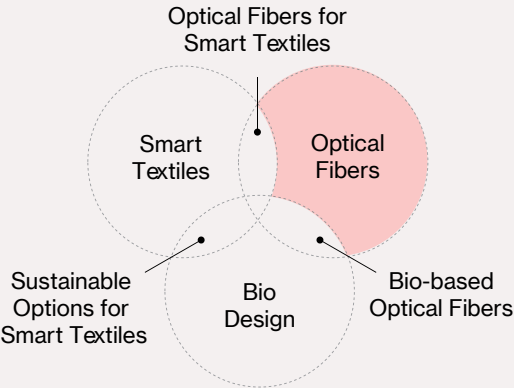 Optical Fibers for
Smart Textiles
Smart
Textiles
Optical
Fibers
Sustainable
Options for
Smart Textiles
Bio
Design
Bio-based
Optical Fibers